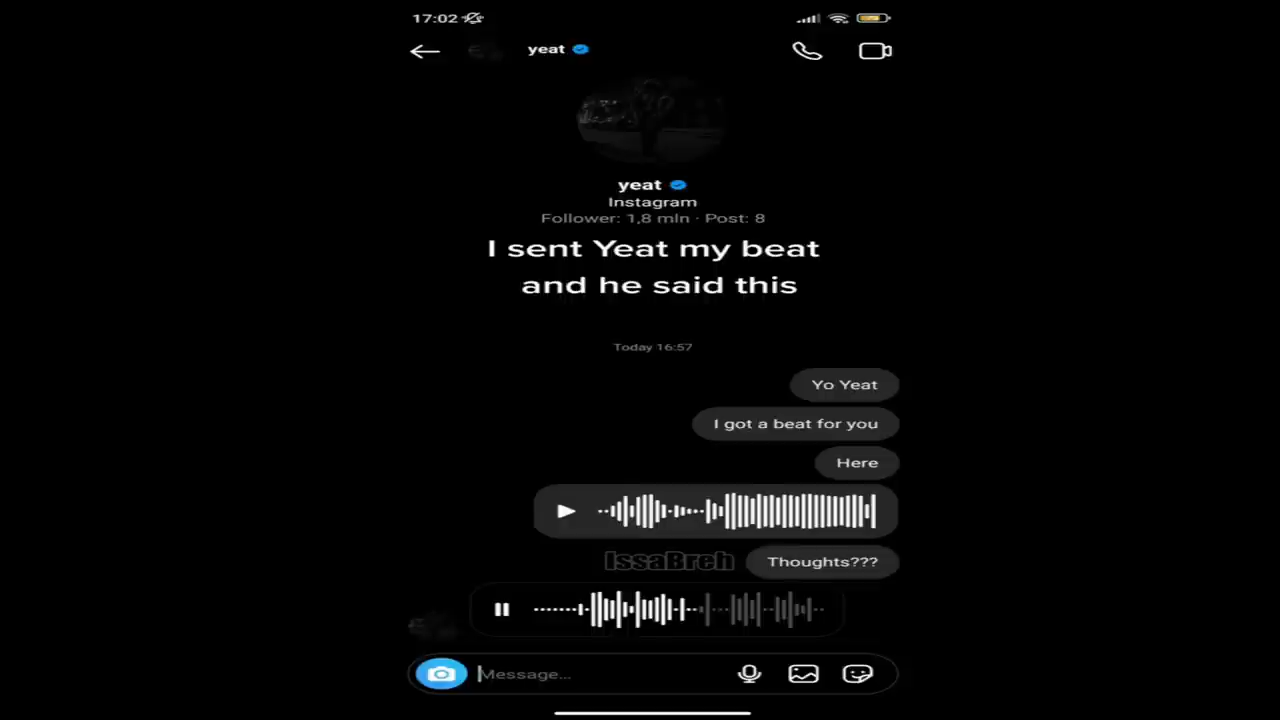 17:02
yeat
yeat
Instagram
Follower: 1,8 mln · Post: 8
I sent Yeat my beat
and he said this
Today 16:57
Yo Yeat
I got a beat for you
Here
IssaBreh
Thoughts???
Message...